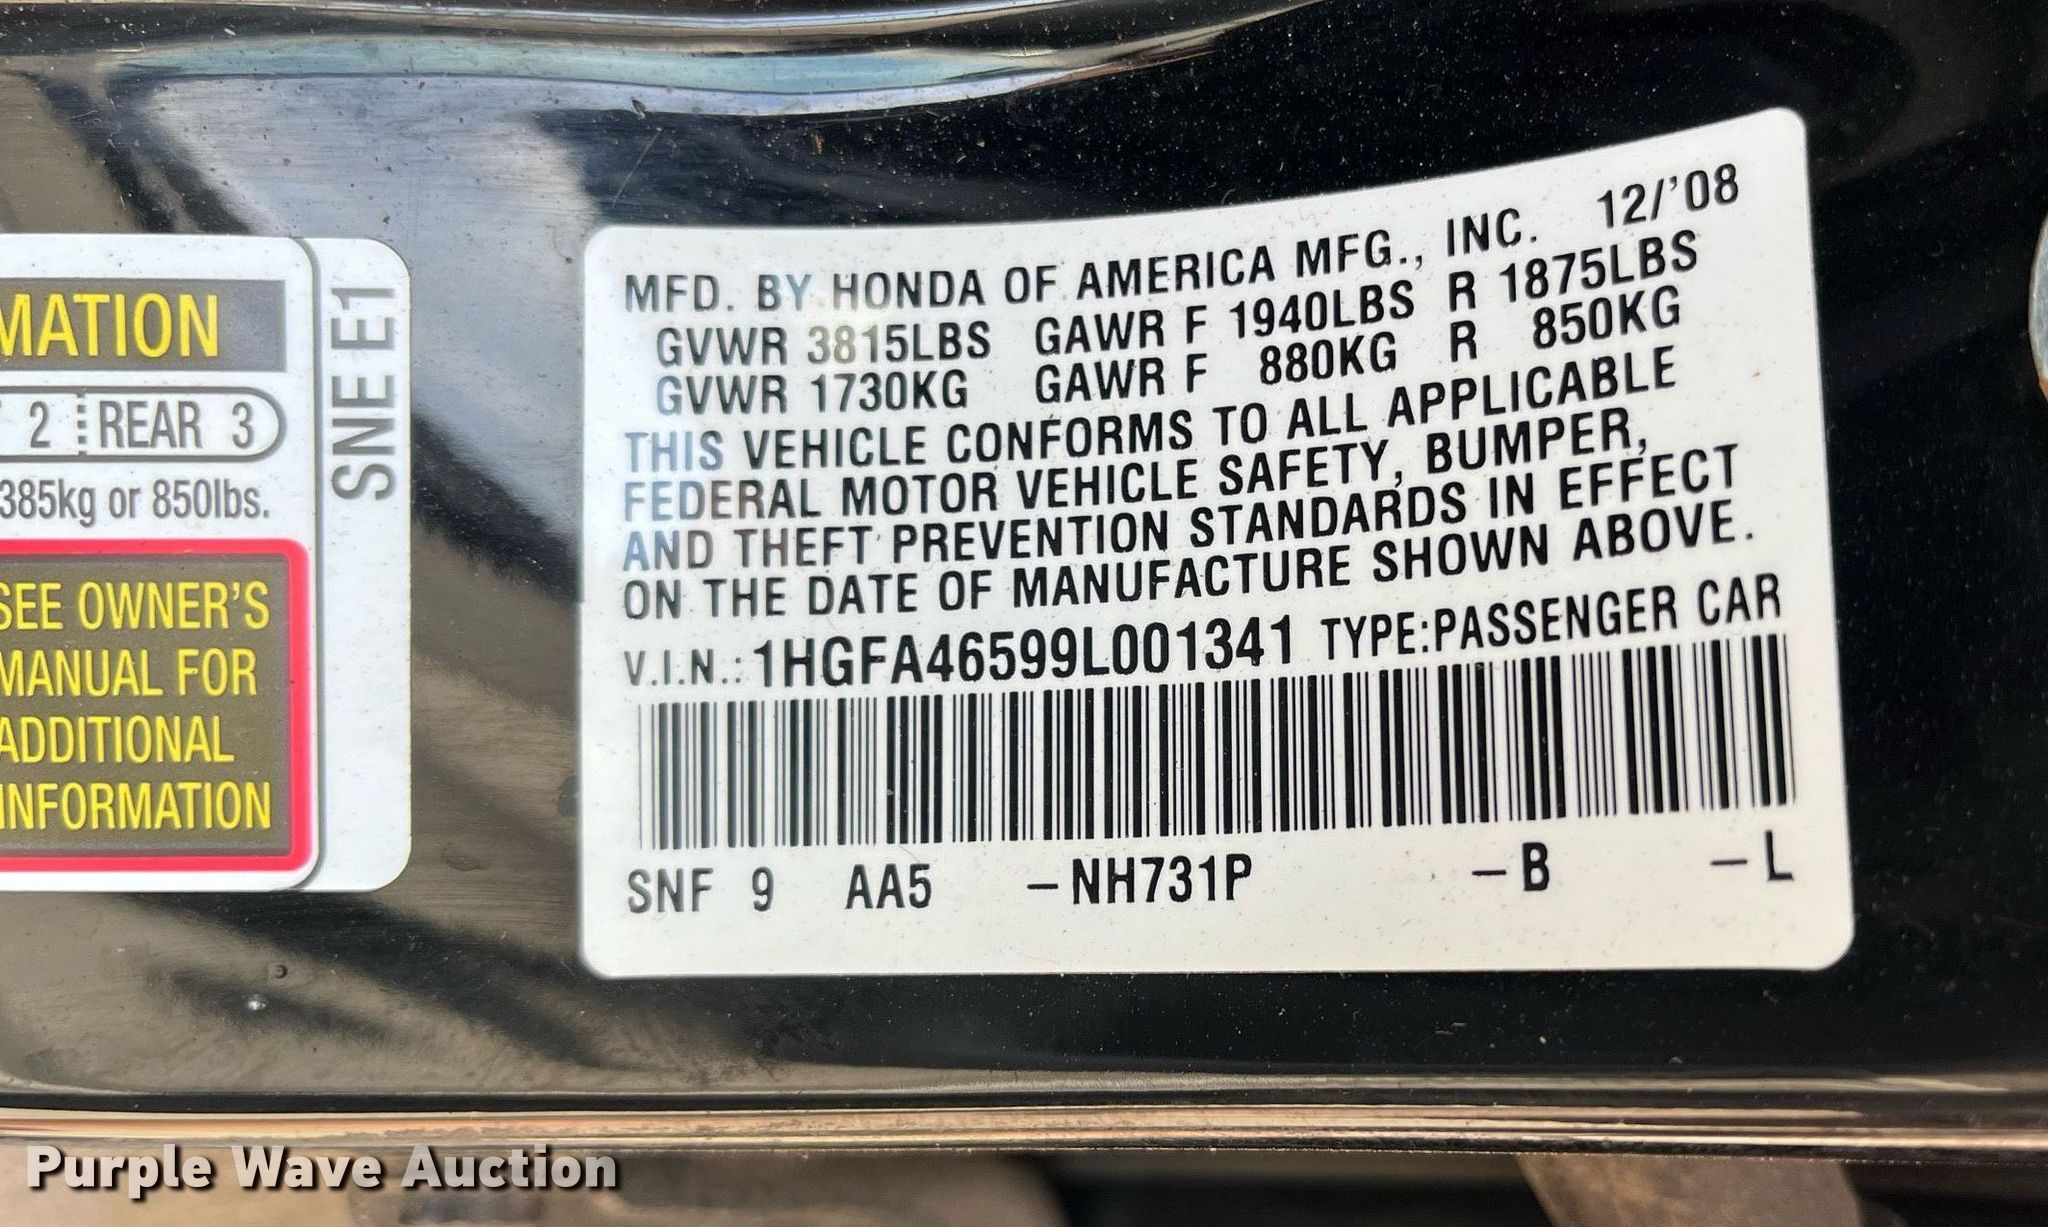 MATION
2 REAR 3
385kg or 850lbs.
SEE OWNER'S
MANUAL FOR
ADDITIONAL
INFORMATION
SNE E1
MFD. BY HONDA OF AMERICA MFG., INC. 12/'08
GVWR 3815LBS GAWR F 1940LBS R 1875LBS
GVWR 1730KG GAWR F 880KG R 850KG
THIS VEHICLE CONFORMS TO ALL APPLICABLE
FEDERAL MOTOR VEHICLE SAFETY, BUMPER,
AND THEFT PREVENTION STANDARDS IN EFFECT
ON THE DATE OF MANUFACTURE SHOWN ABOVE.
V.I.N.: 1HGFA46599L001341 TYPE:PASSENGER CAR
SNF 9 AA5 –NH731P –B –L
Purple Wave Auction